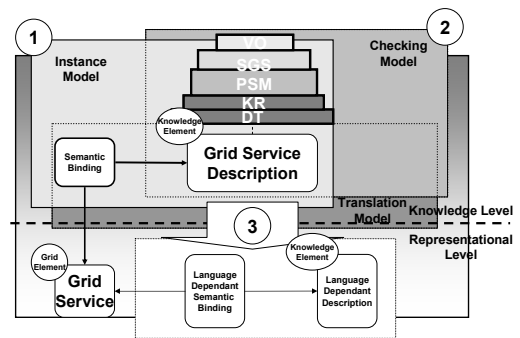 1
2
Instance
Model
Checking
Model
VO
SGS
PSM
KR
DT
Knowledge
Element
Semantic
Binding
Grid Service
Description
Translation
Model
Knowledge Level
Representational
Level
3
Grid
Element
Grid
Service
Language
Dependant
Semantic
Binding
Knowledge
Element
Language
Dependant
Description